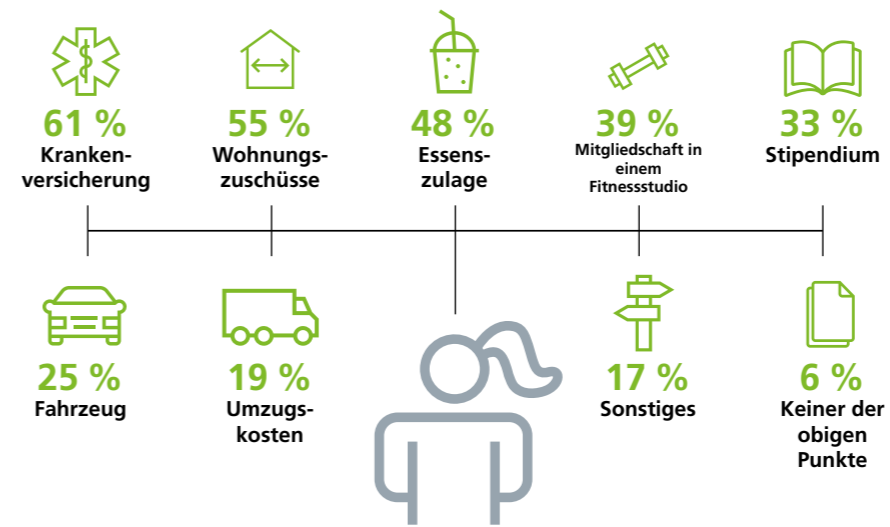 61 %
Kranken-
versicherung
55 %
Wohnungs-
zuschüsse
48 %
Essens-
zulage
39 %
Mitgliedschaft in
einem
Fitnessstudio
33 %
Stipendium
25 %
Fahrzeug
19 %
Umzugs-
kosten
17 %
Sonstiges
6 %
Keiner der
obigen
Punkte